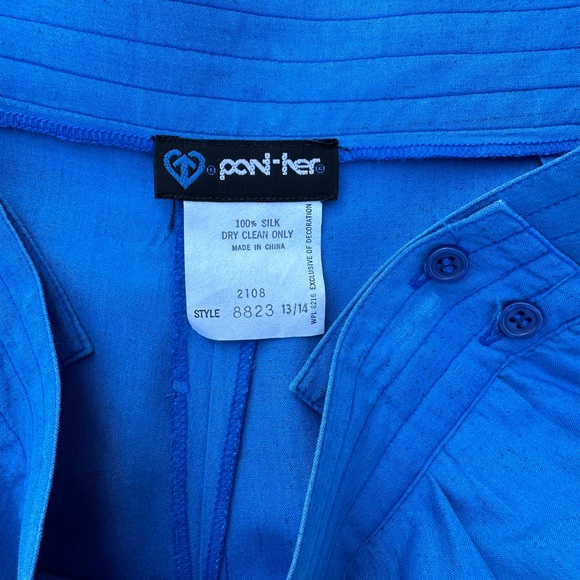 ® pant-her®
100% SILK
DRY CLEAN ONLY
MADE IN CHINA
2108
STYLE 8823 13/14
WPL 6216 EXCLUSIVE OF DECORATION